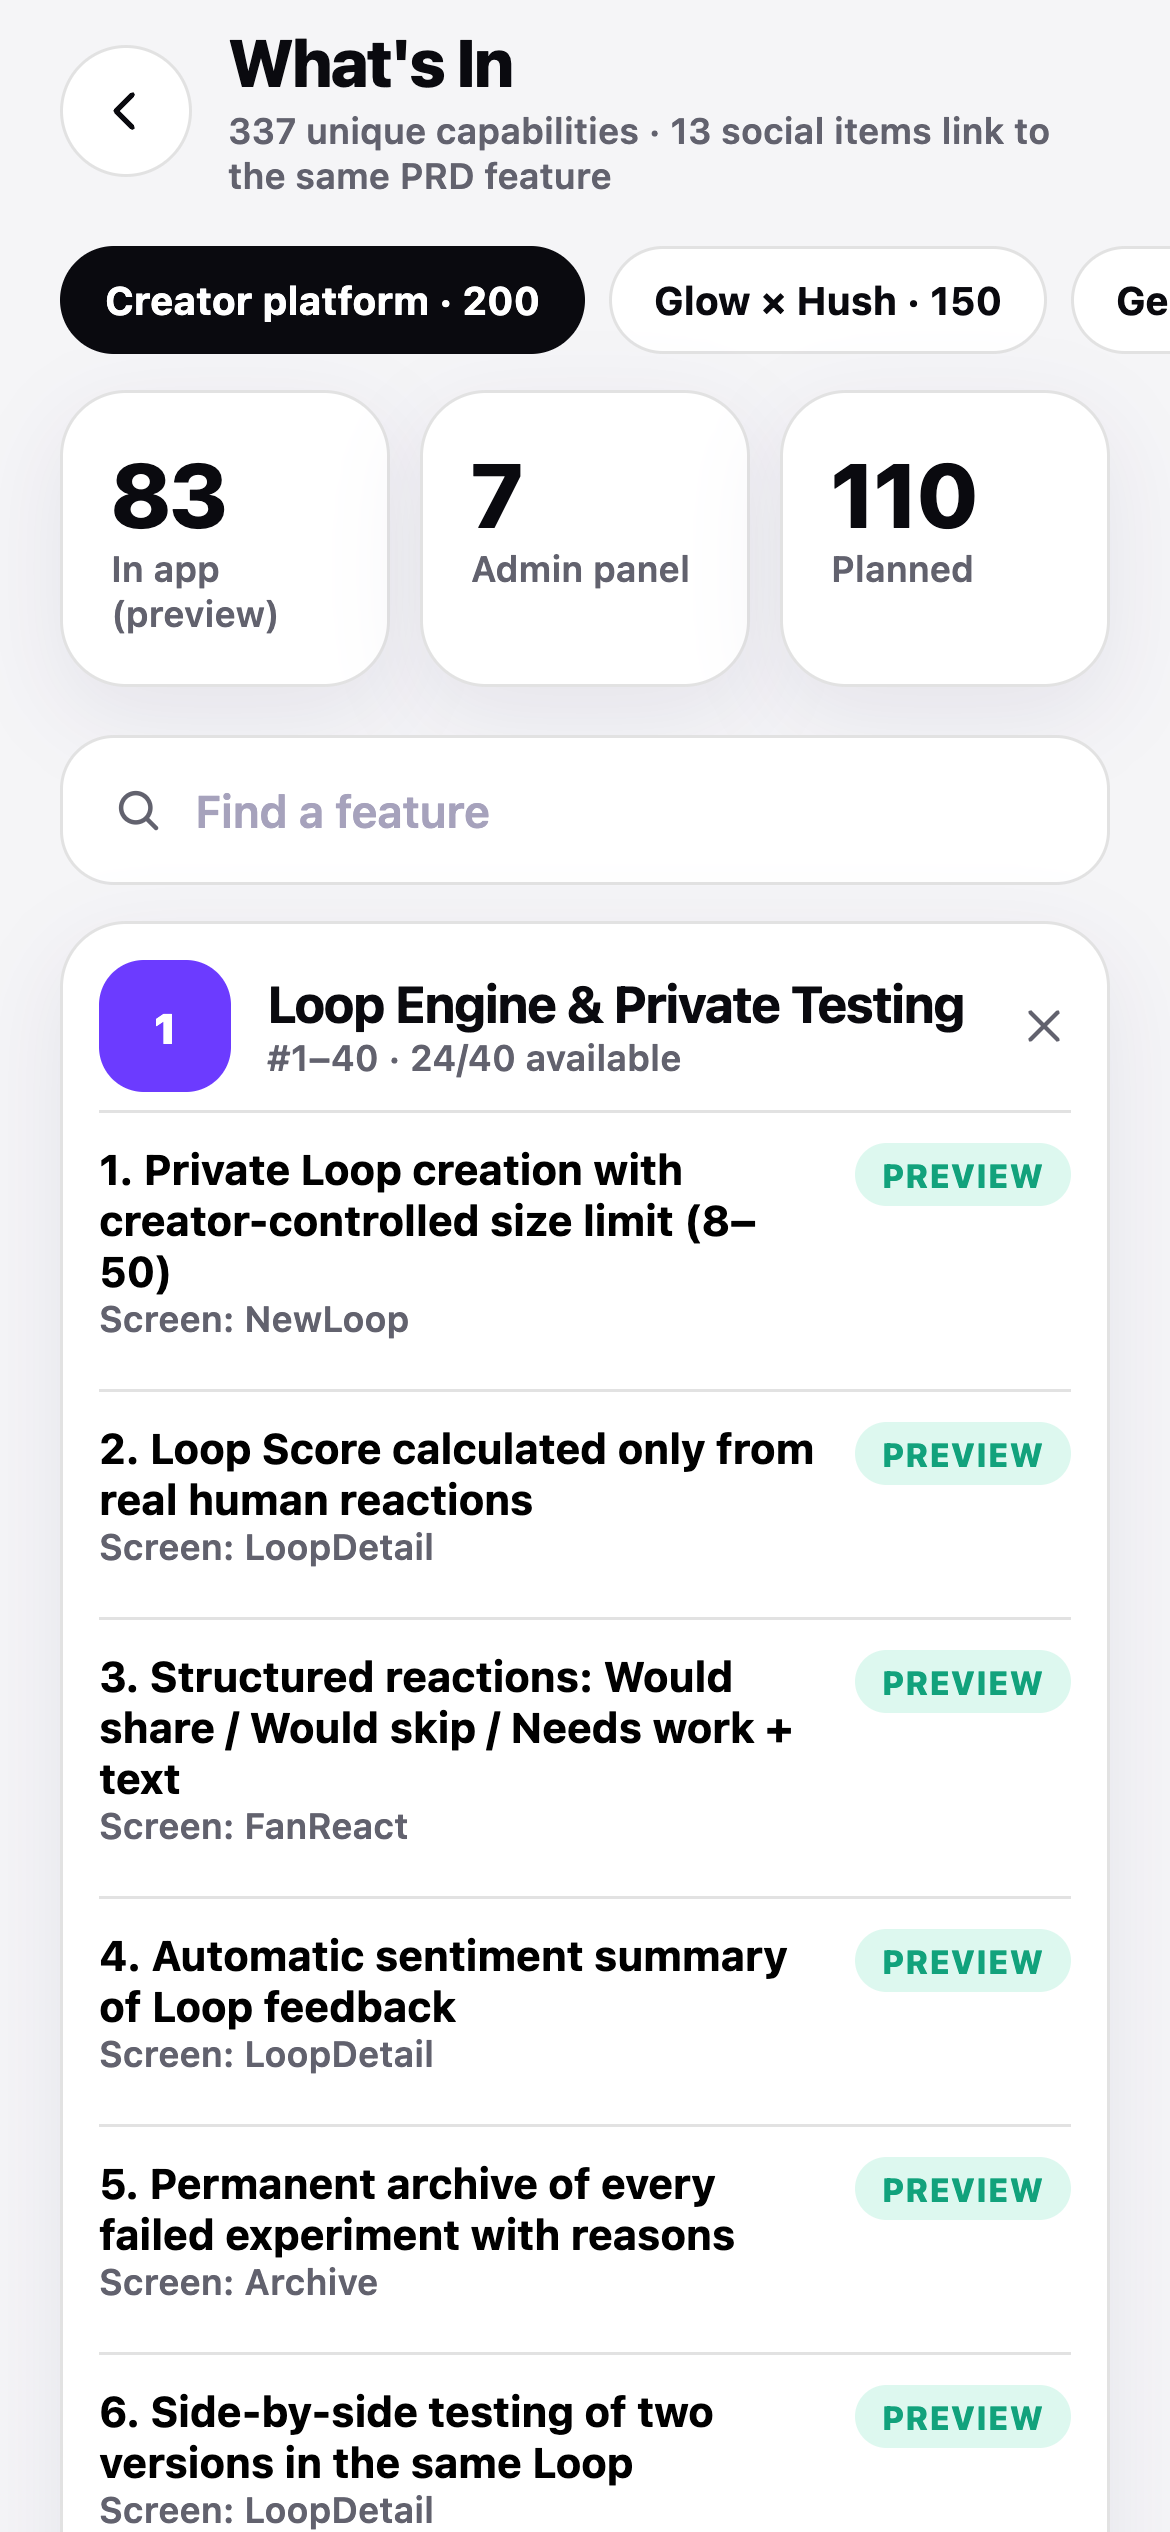 What's In
337 unique capabilities · 13 social items link to
the same PRD feature
Creator platform · 200
Glow × Hush · 150
Ge
83
In app
(preview)
7
Admin panel
110
Planned
Find a feature
1
Loop Engine & Private Testing
#1–40 · 24/40 available
1. Private Loop creation with
creator-controlled size limit (8–
50)
PREVIEW
Screen: NewLoop
2. Loop Score calculated only from
real human reactions
PREVIEW
Screen: LoopDetail
3. Structured reactions: Would
share / Would skip / Needs work +
text
PREVIEW
Screen: FanReact
4. Automatic sentiment summary
of Loop feedback
PREVIEW
Screen: LoopDetail
5. Permanent archive of every
failed experiment with reasons
PREVIEW
Screen: Archive
6. Side-by-side testing of two
versions in the same Loop
PREVIEW
Screen: LoopDetail